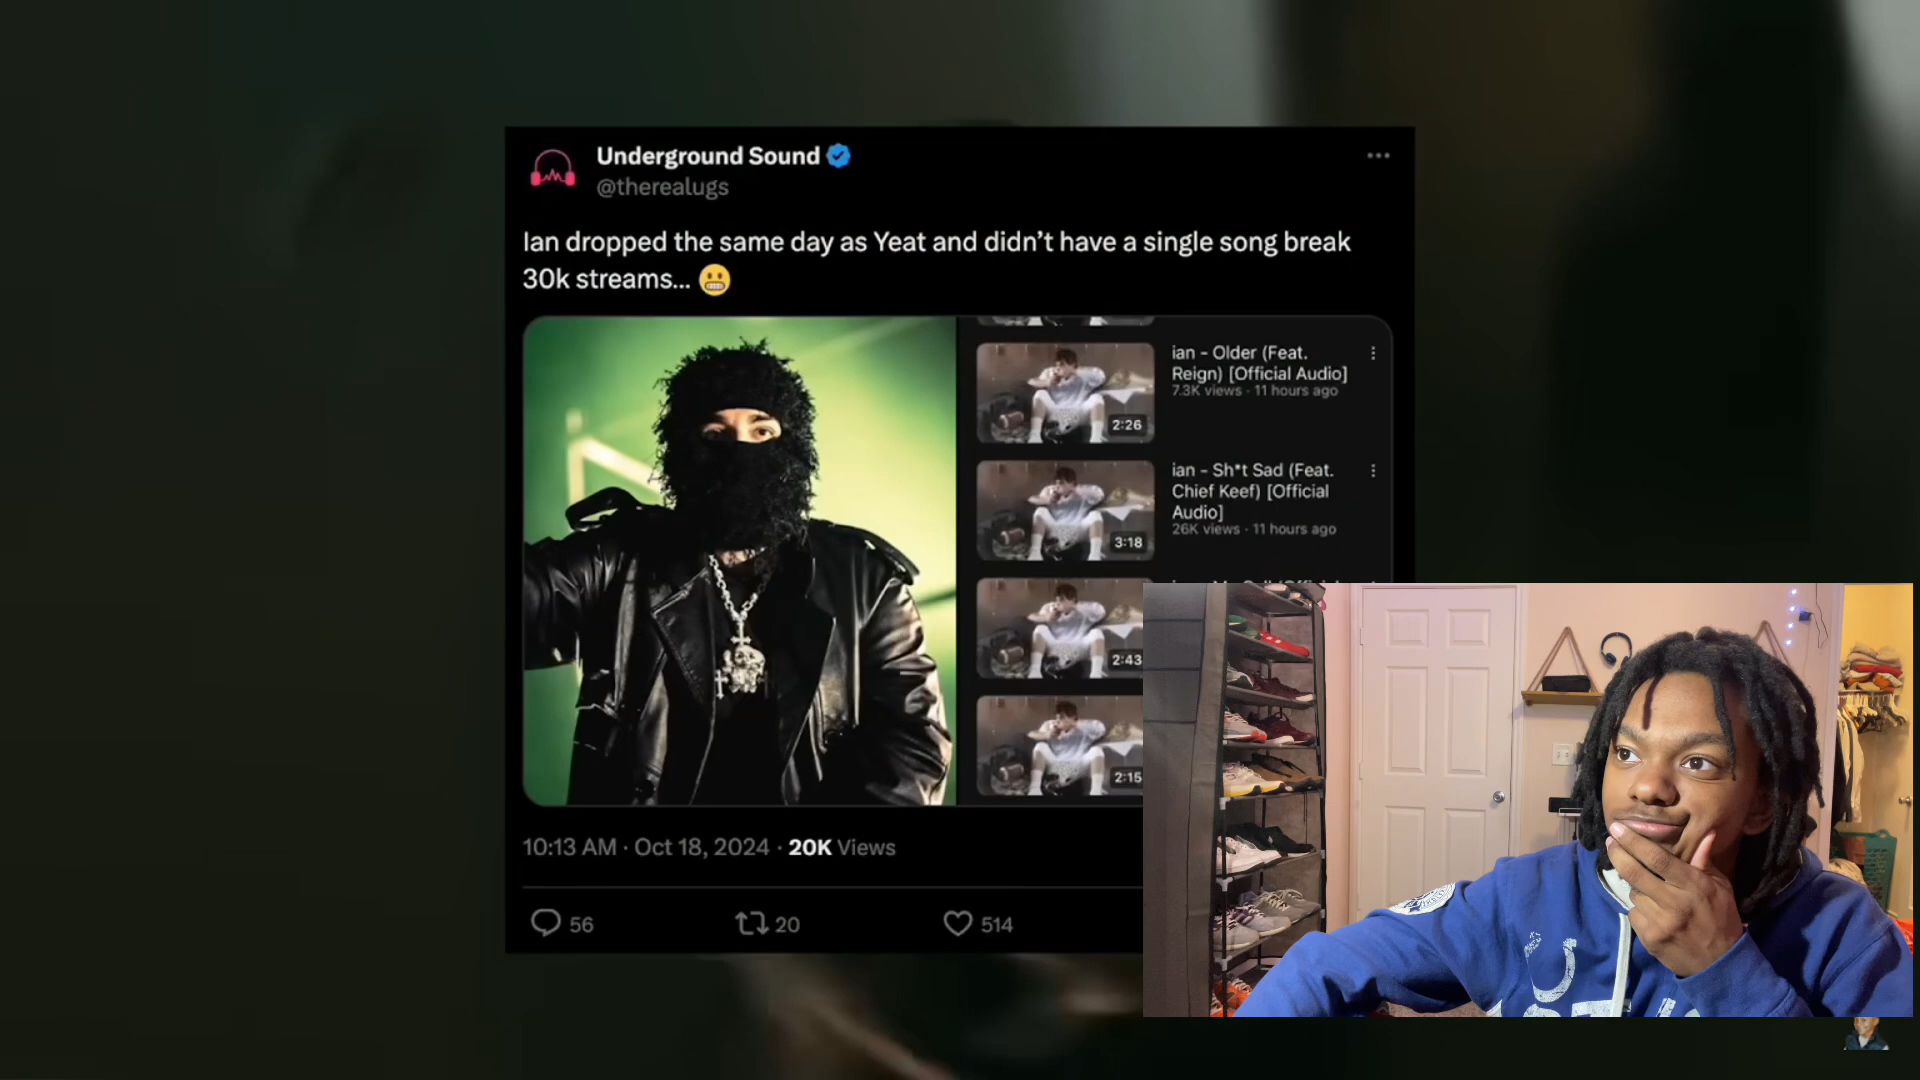 Underground Sound
@therealugs
Ian dropped the same day as Yeat and didn’t have a single song break
30k streams... 😬
ian - Older (Feat.
Reign) [Official Audio]
7.3K views · 11 hours ago
2:26
ian - Sh*t Sad (Feat.
Chief Keef) [Official
Audio]
26K views · 11 hours ago
3:18
2:43
2:15
10:13 AM · Oct 18, 2024 · 20K Views
56
20
514